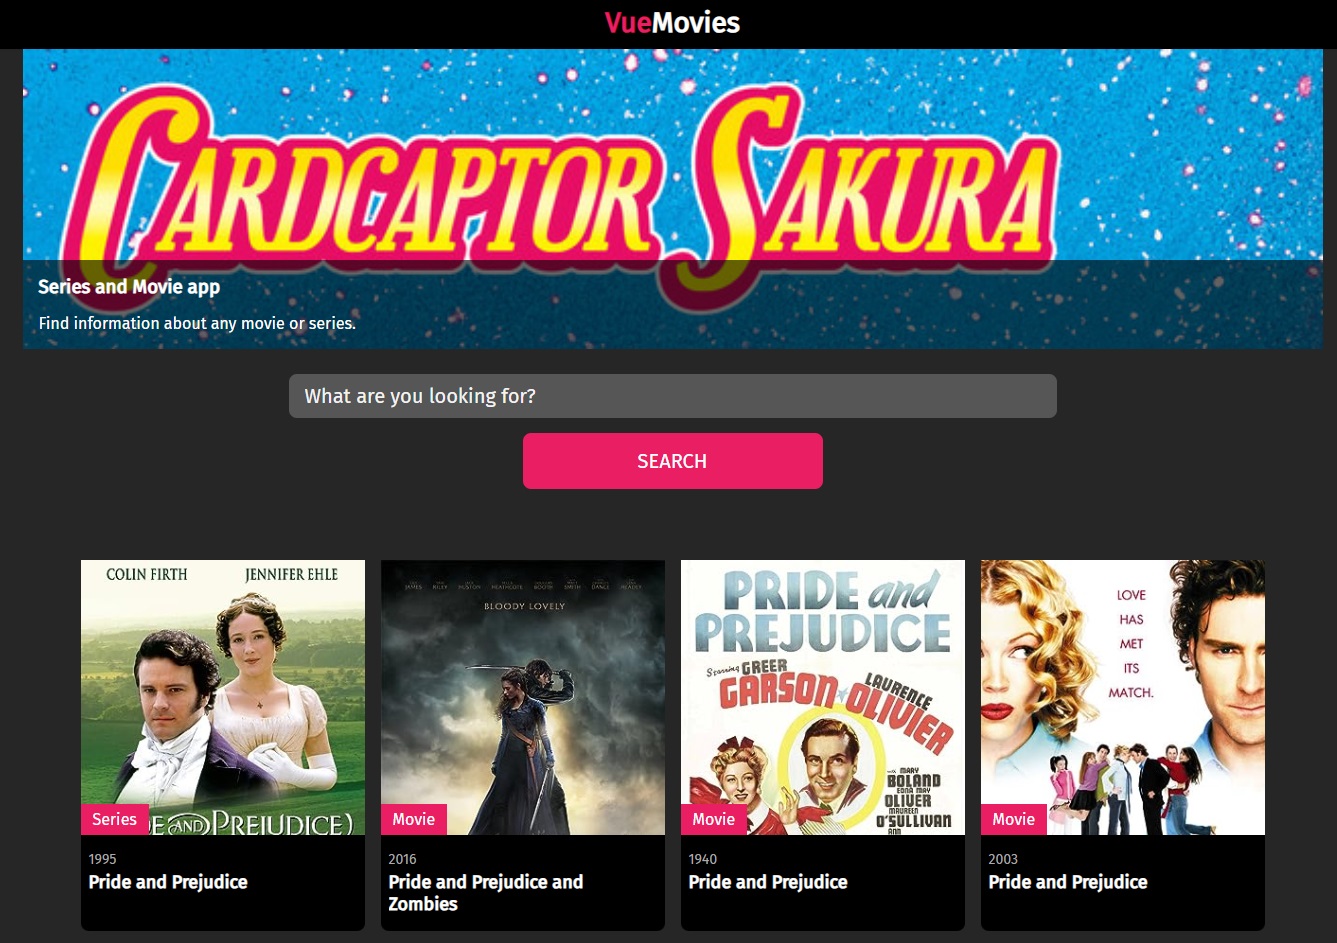 VueMovies
CARDCAPTOR SAKURA
Series and Movie app
Find information about any movie or series.
What are you looking for?
SEARCH
COLIN FIRTH JENNIFER EHLE
Series
E AND PREJUDICE)
1995
Pride and Prejudice
BLOODY LOVELY
Movie
2016
Pride and Prejudice and
Zombies
PRIDE and
PREJUDICE
Starring GREER
GARSON
LAURENCE
OLIVIER
with MARY
BOLAND
EDNA MAY
OLIVER
MAUREEN
O'SULLIVAN
ANN
Movie
1940
Pride and Prejudice
LOVE
HAS
MET
ITS
MATCH.
Movie
2003
Pride and Prejudice